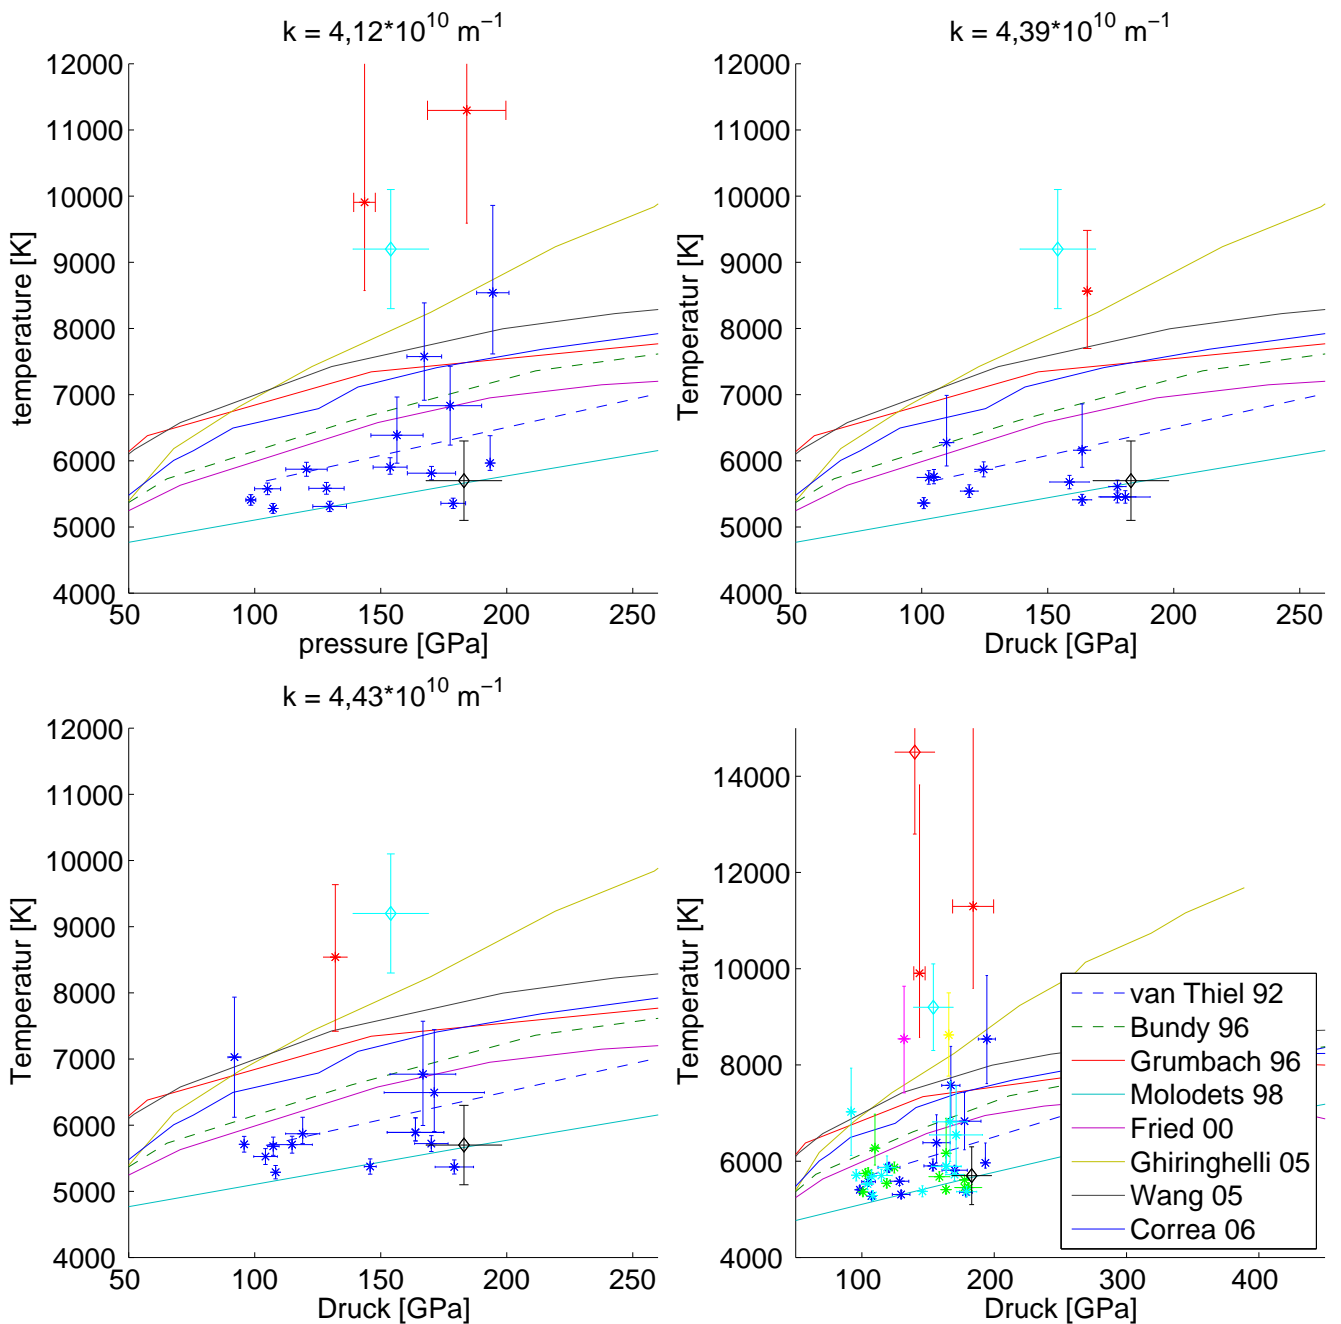 k = 4,12*10^10 m^−1
12000
11000
10000
9000
8000
7000
6000
5000
4000
temperature [K]
50 100 150 200 250
pressure [GPa]
k = 4,39*10^10 m^−1
12000
11000
10000
9000
8000
7000
6000
5000
4000
Temperatur [K]
50 100 150 200 250
Druck [GPa]
k = 4,43*10^10 m^−1
12000
11000
10000
9000
8000
7000
6000
5000
4000
Temperatur [K]
50 100 150 200 250
Druck [GPa]
14000
12000
10000
8000
6000
4000
Temperatur [K]
100 200 300 400
Druck [GPa]
van Thiel 92
Bundy 96
Grumbach 96
Molodets 98
Fried 00
Ghiringhelli 05
Wang 05
Correa 06